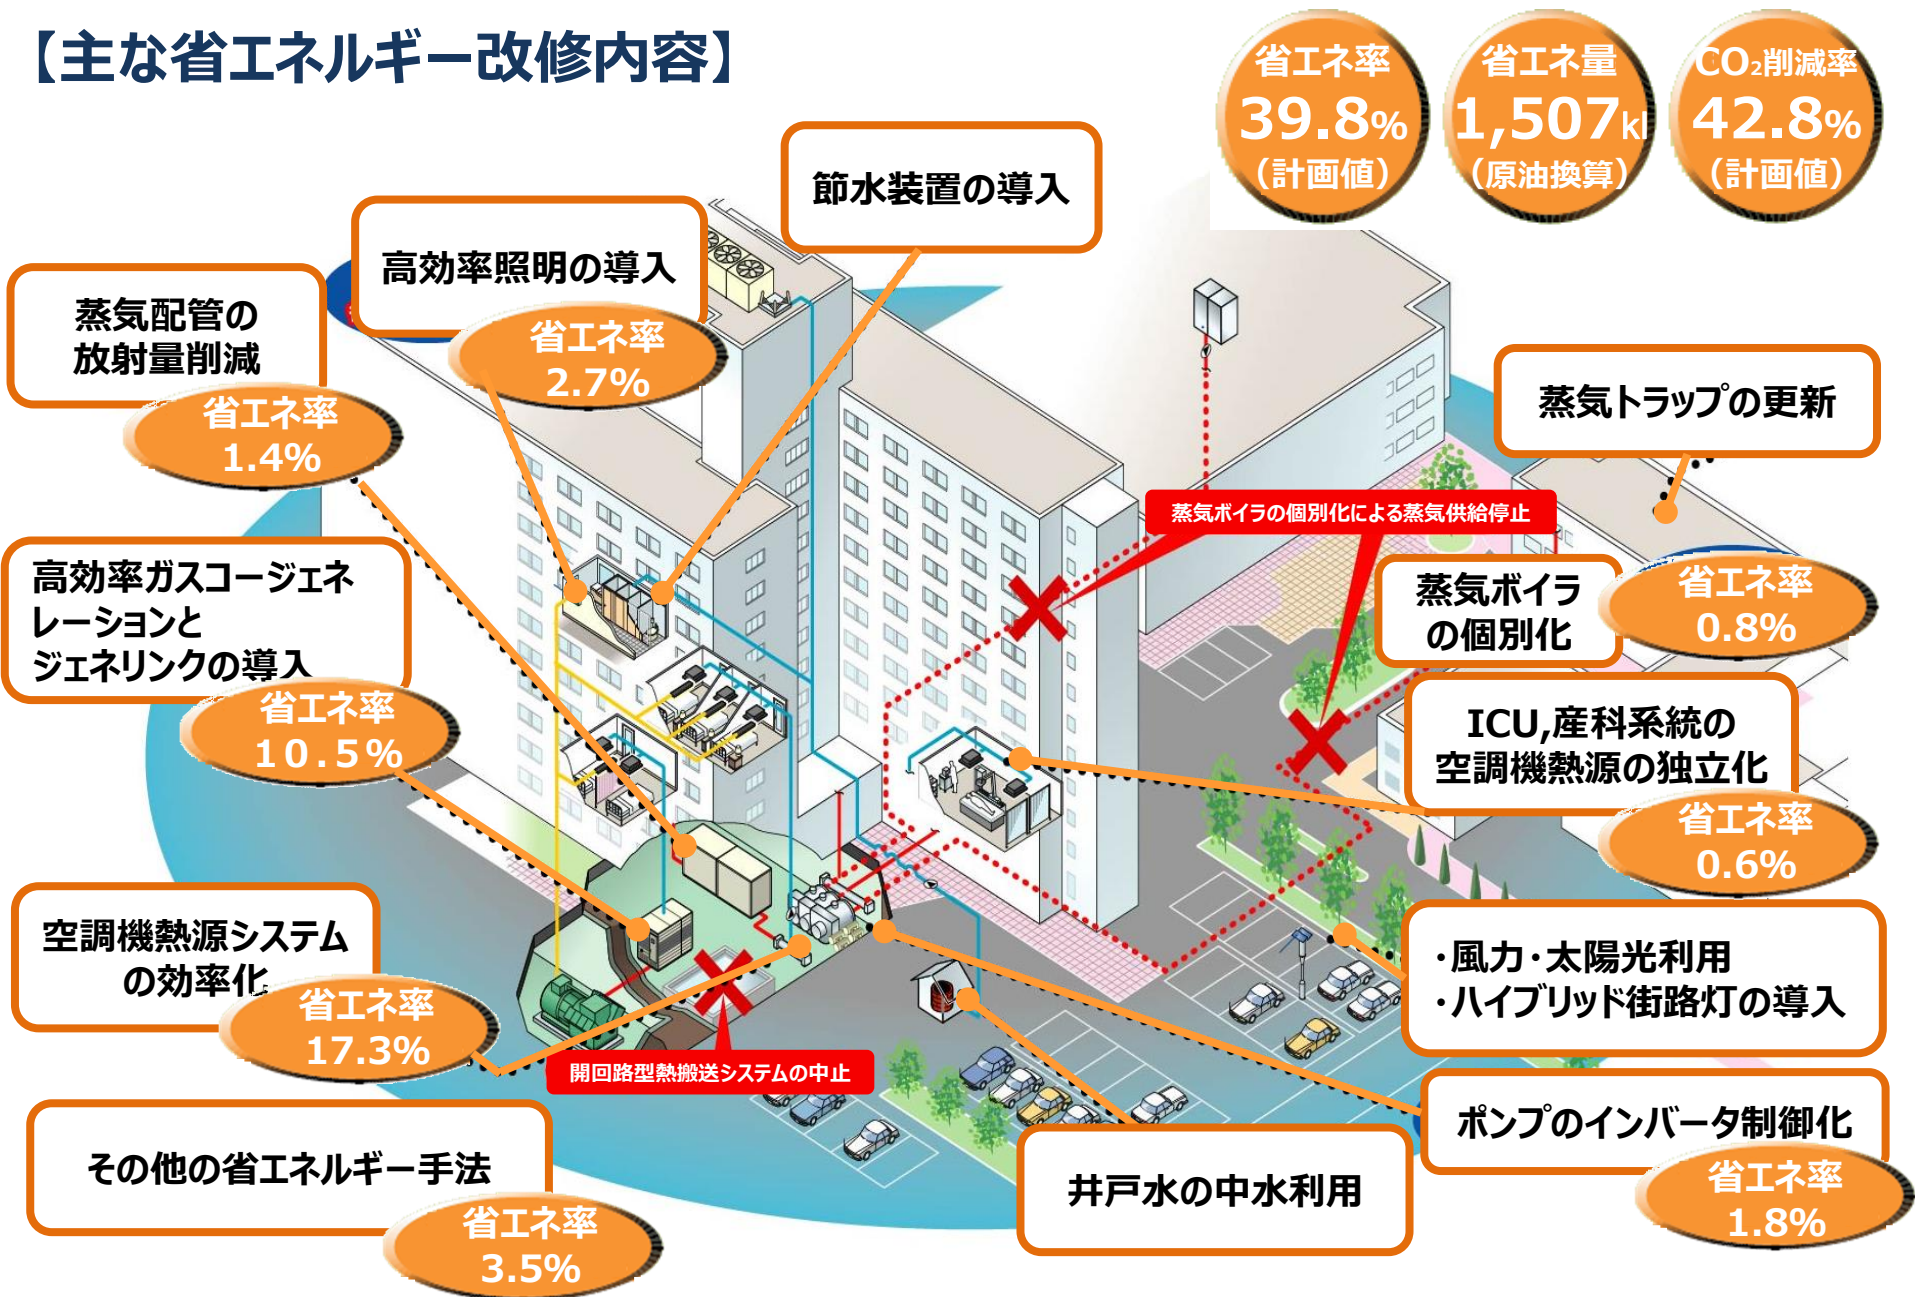 【主な省エネルギー改修内容】
省エネ率
39.8%
(計画値)
省エネ量
1,507kl
(原油換算)
CO₂削減率
42.8%
(計画値)
節水装置の導入
高効率照明の導入
省エネ率
2.7%
蒸気配管の
放射量削減
省エネ率
1.4%
蒸気トラップの更新
省エネ率
0.8%
蒸気ボイラの個別化による蒸気供給停止
蒸気ボイラ
の個別化
高効率ガスコージェネ
レーションと
ジェネリンクの導入
省エネ率
10.5%
ICU,産科系統の
空調機熱源の独立化
省エネ率
0.6%
空調機熱源システム
の効率化
省エネ率
17.3%
・風力・太陽光利用
・ハイブリッド街路灯の導入
開回路型熱搬送システムの中止
ポンプのインバータ制御化
省エネ率
1.8%
その他の省エネルギー手法
省エネ率
3.5%
井戸水の中水利用